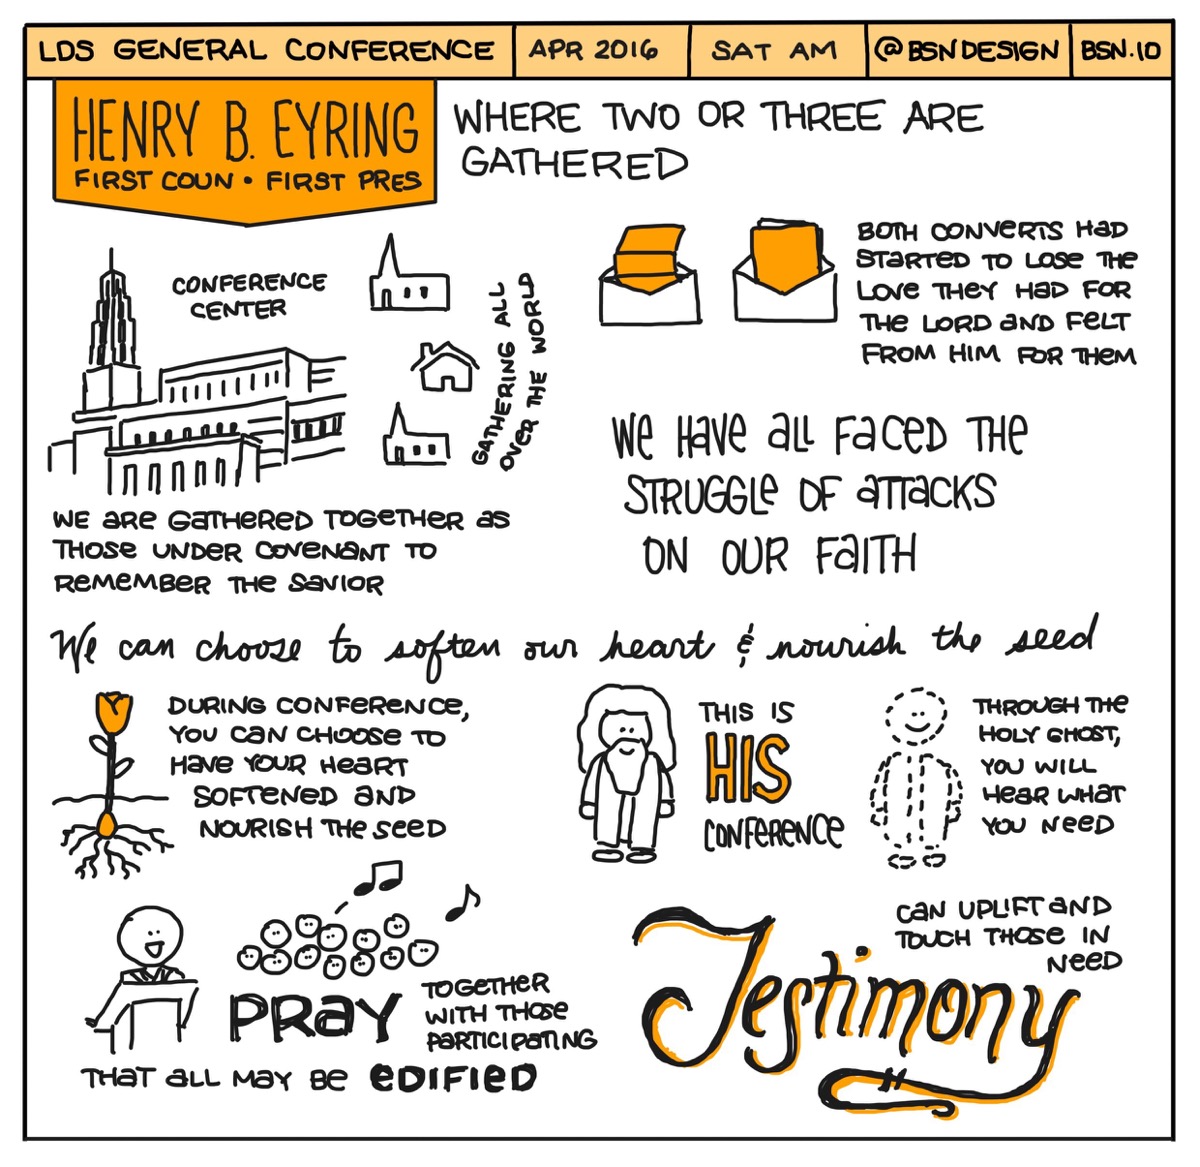 LDS GENERAL CONFERENCE
APR 2016
SAT AM
@BSNDESIGN
BSN.IO
HENRY B. EYRING
FIRST COUN • FIRST PRES
WHERE TWO OR THREE ARE
GATHERED
CONFERENCE
CENTER
GATHERING ALL
OVER THE WORLD
WE ARE GATHERED TOGETHER AS
THOSE UNDER COVENANT TO
REMEMBER THE SAVIOR
BOTH CONVERTS HAD
STARTED TO LOSE THE
LOVE THEY HAD FOR
THE LORD AND FELT
FROM HIM FOR THEM
WE HAVE ALL FACED THE
STRUGGLE OF ATTACKS
ON OUR FAITH
We can choose to soften our heart & nourish the seed
DURING CONFERENCE,
YOU CAN CHOOSE TO
HAVE YOUR HEART
SOFTENED AND
NOURISH THE SEED
THIS IS
HIS
CONFERENCE
THROUGH THE
HOLY GHOST,
YOU WILL
HEAR WHAT
YOU NEED
PRAY
TOGETHER
WITH THOSE
PARTICIPATING
THAT ALL MAY BE EDIFIED
Testimony
CAN UPLIFT AND
TOUCH THOSE IN
NEED